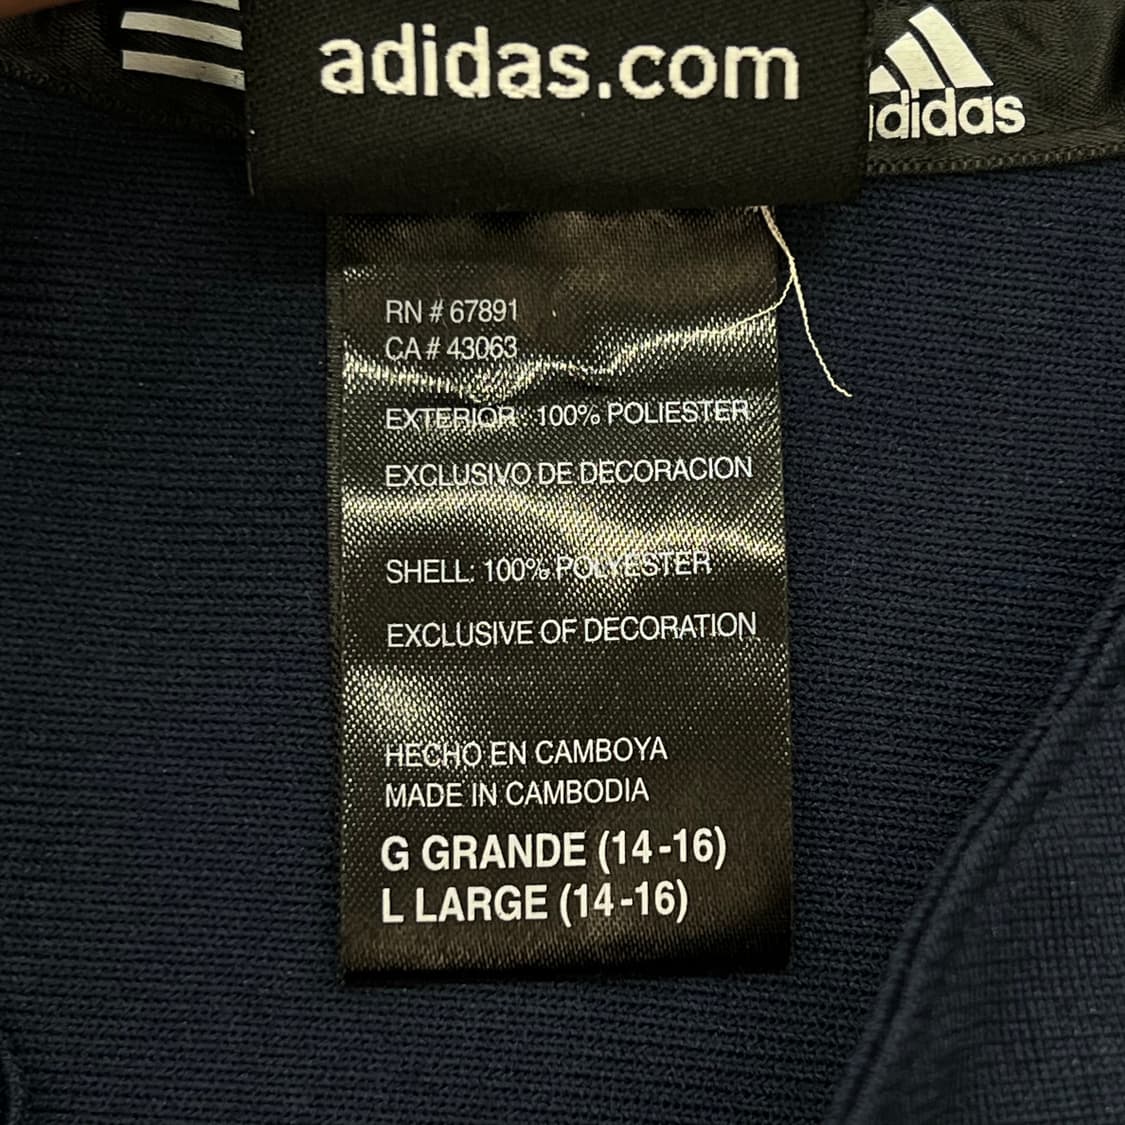 adidas.com
adidas
RN # 67891
CA # 43063
EXTERIOR: 100% POLIESTER
EXCLUSIVO DE DECORACION
SHELL: 100% POLYESTER
EXCLUSIVE OF DECORATION
HECHO EN CAMBOYA
MADE IN CAMBODIA
G GRANDE (14-16)
L LARGE (14-16)